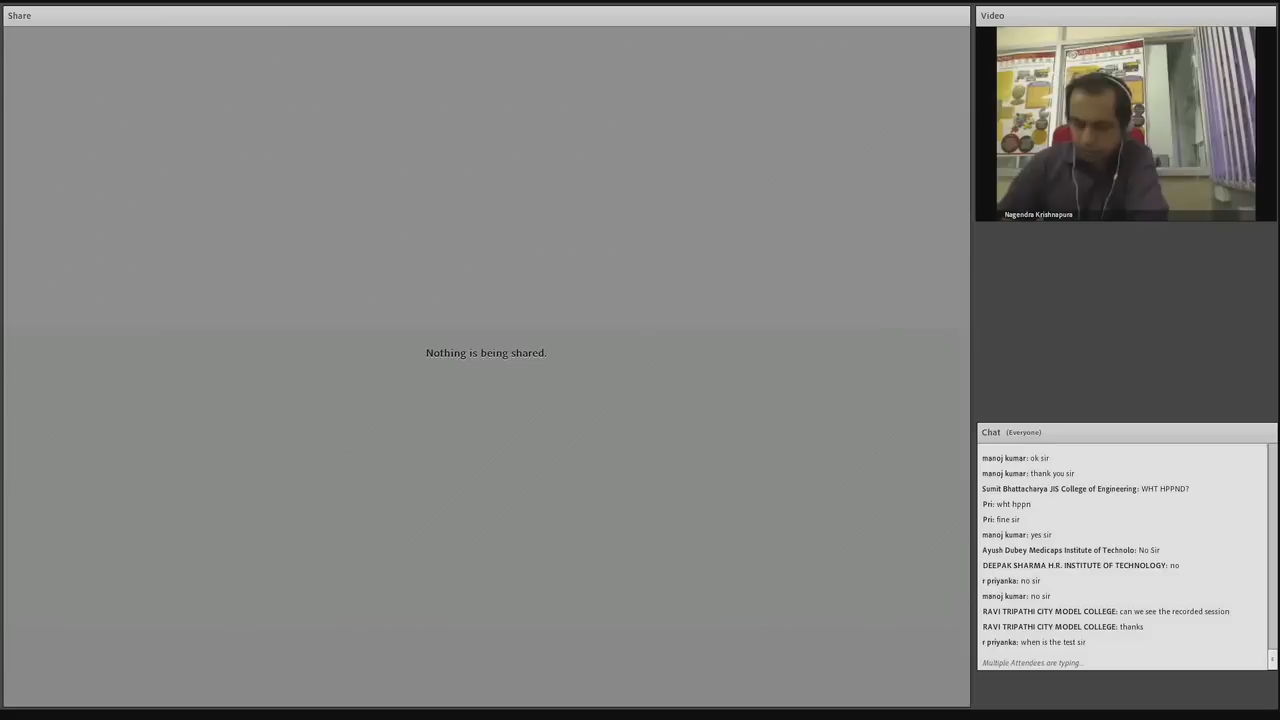 Share
Nothing is being shared.
Video
Nagendra Krishnapura
Chat (Everyone)
manoj kumar: ok sir
manoj kumar: thank you sir
Sumit Bhattacharya JIS College of Engineering: WHT HPPND?
Pri: wht hppn
Pri: fine sir
manoj kumar: yes sir
Ayush Dubey Medicaps Institute of Technolo: No Sir
DEEPAK SHARMA H.R. INSTITUTE OF TECHNOLOGY: no
r priyanka: no sir
manoj kumar: no sir
RAVI TRIPATHI CITY MODEL COLLEGE: can we see the recorded session
RAVI TRIPATHI CITY MODEL COLLEGE: thanks
r priyanka: when is the test sir
Multiple Attendees are typing...